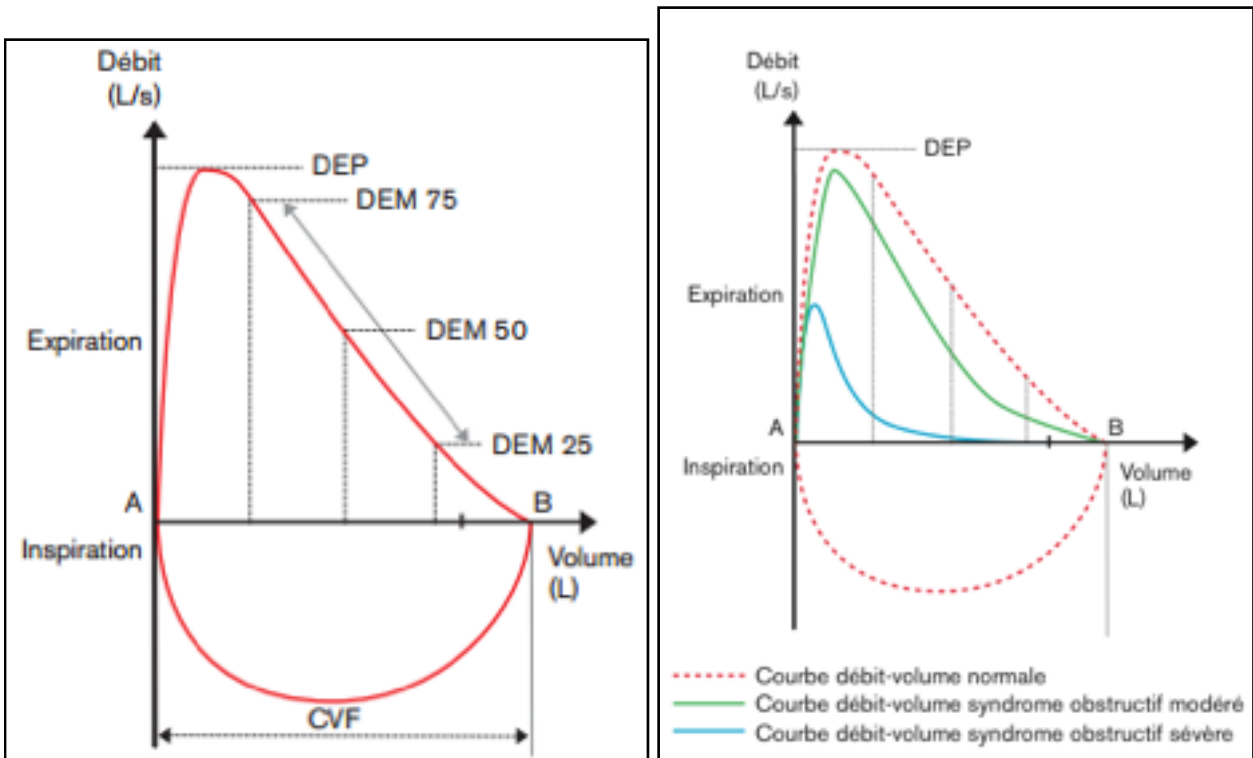 Débit
(L/s)
DEP
DEM 75
Expiration
DEM 50
DEM 25
A
B
Inspiration
Volume
(L)
CVF
Débit
(L/s)
DEP
Expiration
A
B
Inspiration
Volume
(L)
Courbe débit-volume normale
Courbe débit-volume syndrome obstructif modéré
Courbe débit-volume syndrome obstructif sévère